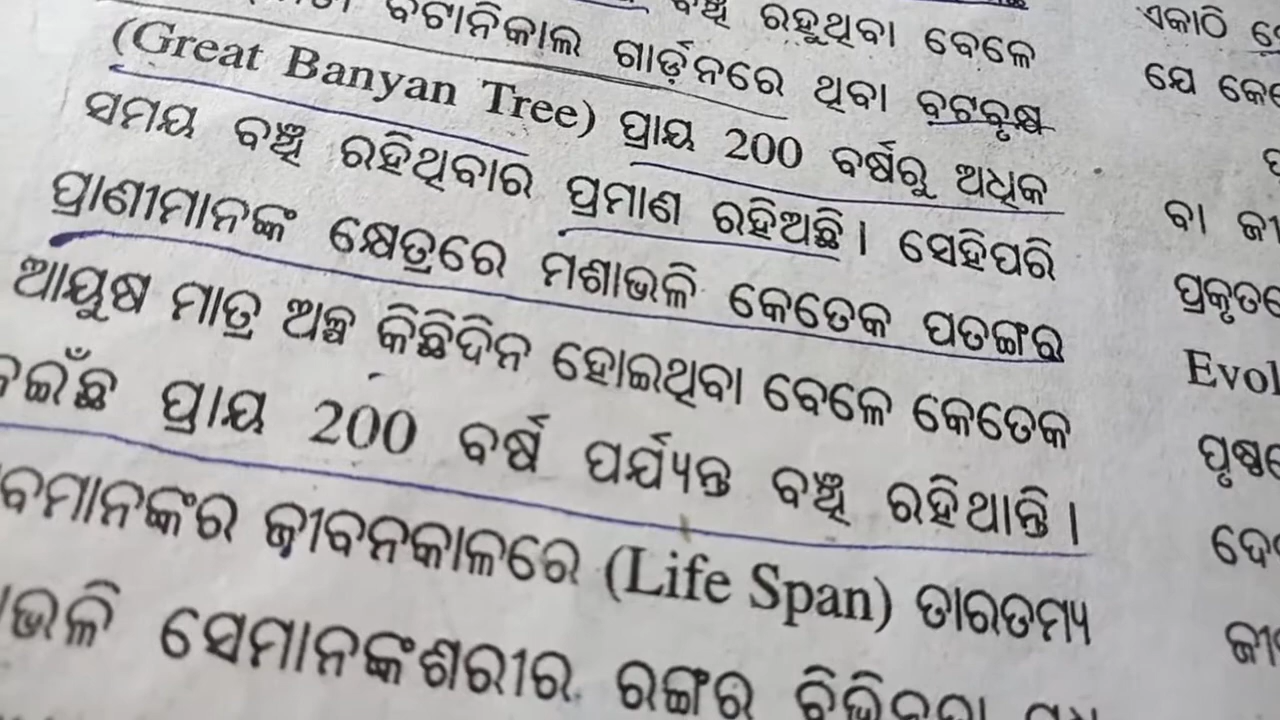 ବଞ୍ଚି ରହୁଥିବା ବେଳେ
ବଟାନିକାଲ ଗାର୍ଡ଼ନରେ ଥିବା ବଟବୃକ୍ଷ
(Great Banyan Tree) ପ୍ରାୟ 200 ବର୍ଷରୁ ଅଧିକ
ସମୟ ବଞ୍ଚି ରହିଥିବାର ପ୍ରମାଣ ରହିଅଛି। ସେହିପରି
ପ୍ରାଣୀମାନଙ୍କ କ୍ଷେତ୍ରରେ ମଶାଭଳି କେତେକ ପତଙ୍ଗର
ଆୟୁଷ ମାତ୍ର ଅଳ୍ପ କିଛିଦିନ ହୋଇଥିବା ବେଳେ କେତେକ
ପ୍ରାୟ 200 ବର୍ଷ ପର୍ଯ୍ୟନ୍ତ ବଞ୍ଚି ରହିଥାନ୍ତି।
ଜୀବନକାଳରେ (Life Span) ତାରତମ୍ୟ
ସେମାନଙ୍କଶରୀର ରଙ୍ଗର
ଏକାଠି
ଯେ
ବା